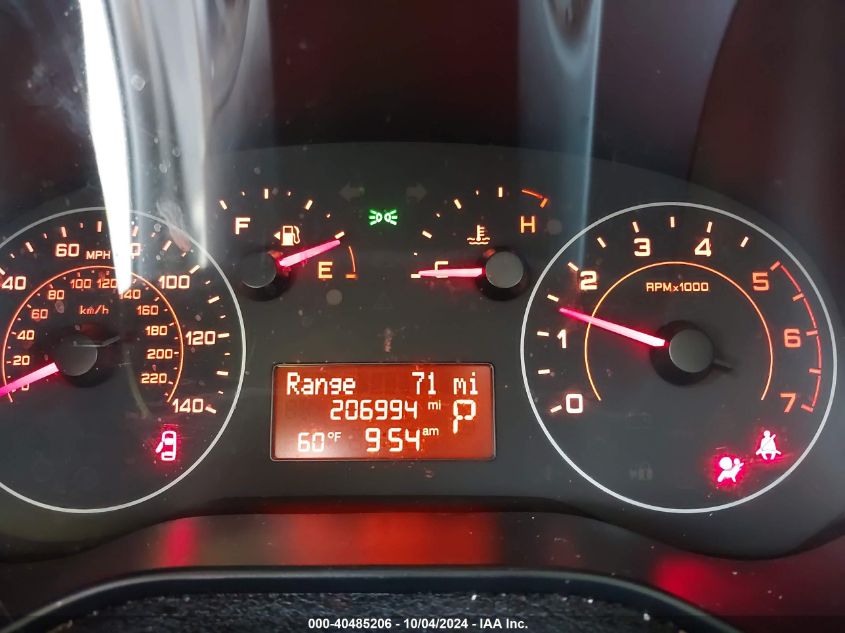 40 60 MPH 100 120 140
20 40 60 80 100 120 140 160 180 200 220
km/h
F E
H
RPMx1000
0 1 2 3 4 5 6 7
Range 71 mi
206994 mi
P
60°F 954 am
000-40485206 - 10/04/2024 - IAA Inc.